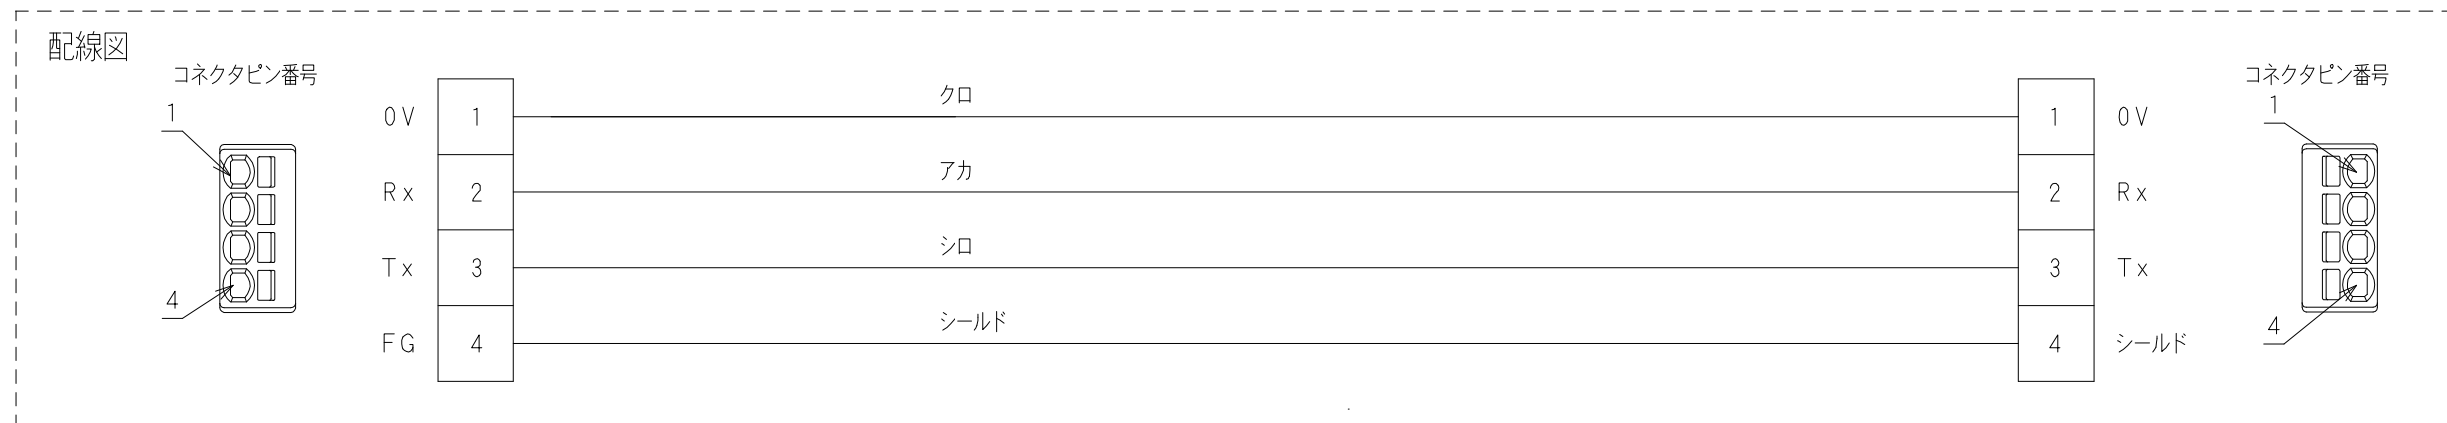 配線図
コネクタピン番号 コネクタピン番号
1 1
クロ
0V 1 1 0V
アカ
Rx 2 2 Rx
シロ
Tx 3 3 Tx
4 4
シールド
FG 4 4 シールド